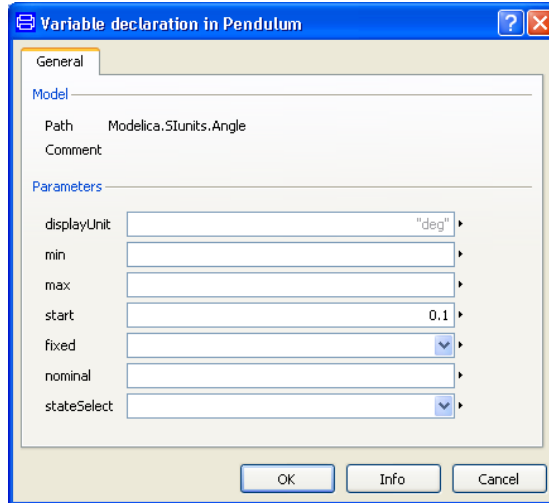 Variable declaration in Pendulum
General
Model
Path Modelica.SIunits.Angle
Comment
Parameters
displayUnit "deg"
min
max
start 0.1
fixed
nominal
stateSelect
OK Info Cancel